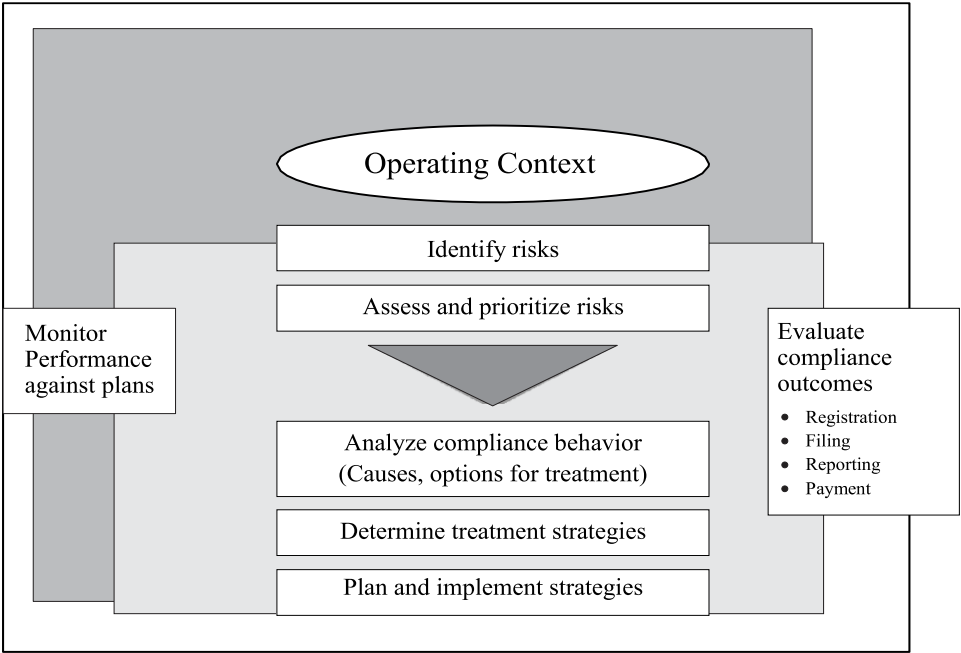 Operating Context
Identify risks
Assess and prioritize risks
Monitor
Performance
against plans
Evaluate
compliance
outcomes
• Registration
• Filing
• Reporting
• Payment
Analyze compliance behavior
(Causes, options for treatment)
Determine treatment strategies
Plan and implement strategies